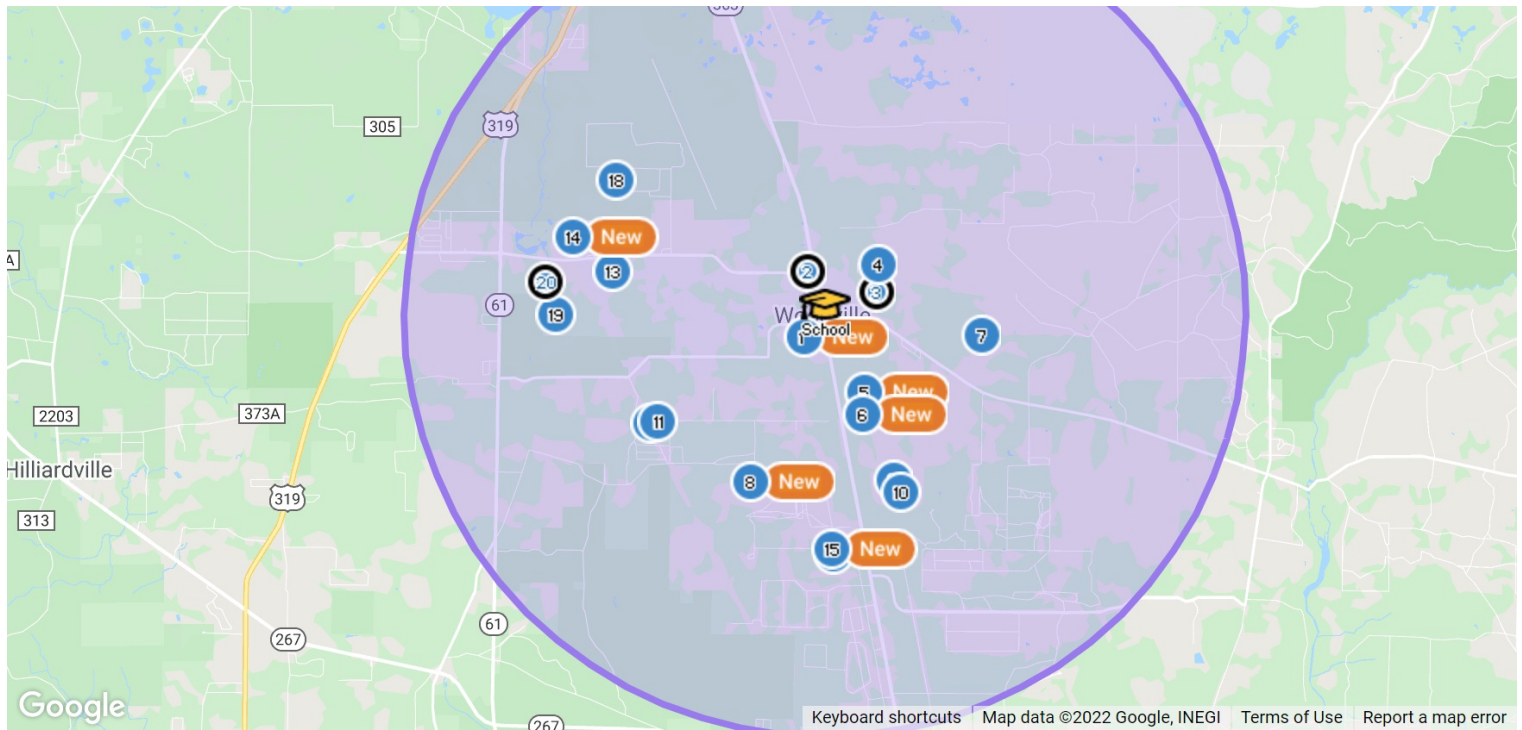 305
319
18
14 New
13
2
4
A
20
3
61
19
School
1 New
7
5 New
6 New
2203
373A
11
Hilliardville
8 New
10
319
313
15 New
61
267
267
Google
Keyboard shortcuts Map data ©2022 Google, INEGI Terms of Use Report a map error